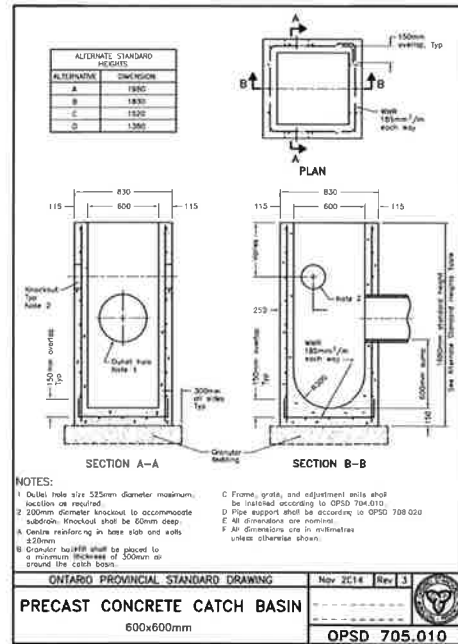 ALTERNATE STANDARD
HEIGHTS
ALTERNATIVE DIMENSION
A 1980
B 1830
C 1520
D 1380
A
150mm
overlap, Typ
B B
Wall
185mm²/m
each way
A
PLAN
830
115 600 115
Knockout
Typ
Note 2
Outlet hole
Note 1
150mm overlap
Typ
300mm
all sides
Typ
SECTION A-A
Granular
bedding
830
115 600 115
Varies
Note 2
250
Wall
185mm²/m
each way
150mm overlap
Typ
R300
600mm sump
150
1680mm standard height
See Alternate Standard Heights Table
SECTION B-B
NOTES:
1 Outlet hole size 525mm diameter maximum,
location as required.
2 200mm diameter knockout to accommodate
subdrain. Knockout shall be 60mm deep.
A Centre reinforcing in base slab and walls
±20mm
B Granular backfill shall be placed to
a minimum thickness of 300mm all
around the catch basin.
C Frame, grate, and adjustment units shall
be installed according to OPSD 704.010.
D Pipe support shall be according to OPSD 708.020
E All dimensions are nominal.
F All dimensions are in millimetres
unless otherwise shown.
ONTARIO PROVINCIAL STANDARD DRAWING
Nov 2014 Rev 3
PRECAST CONCRETE CATCH BASIN
600x600mm
OPSD 705.010